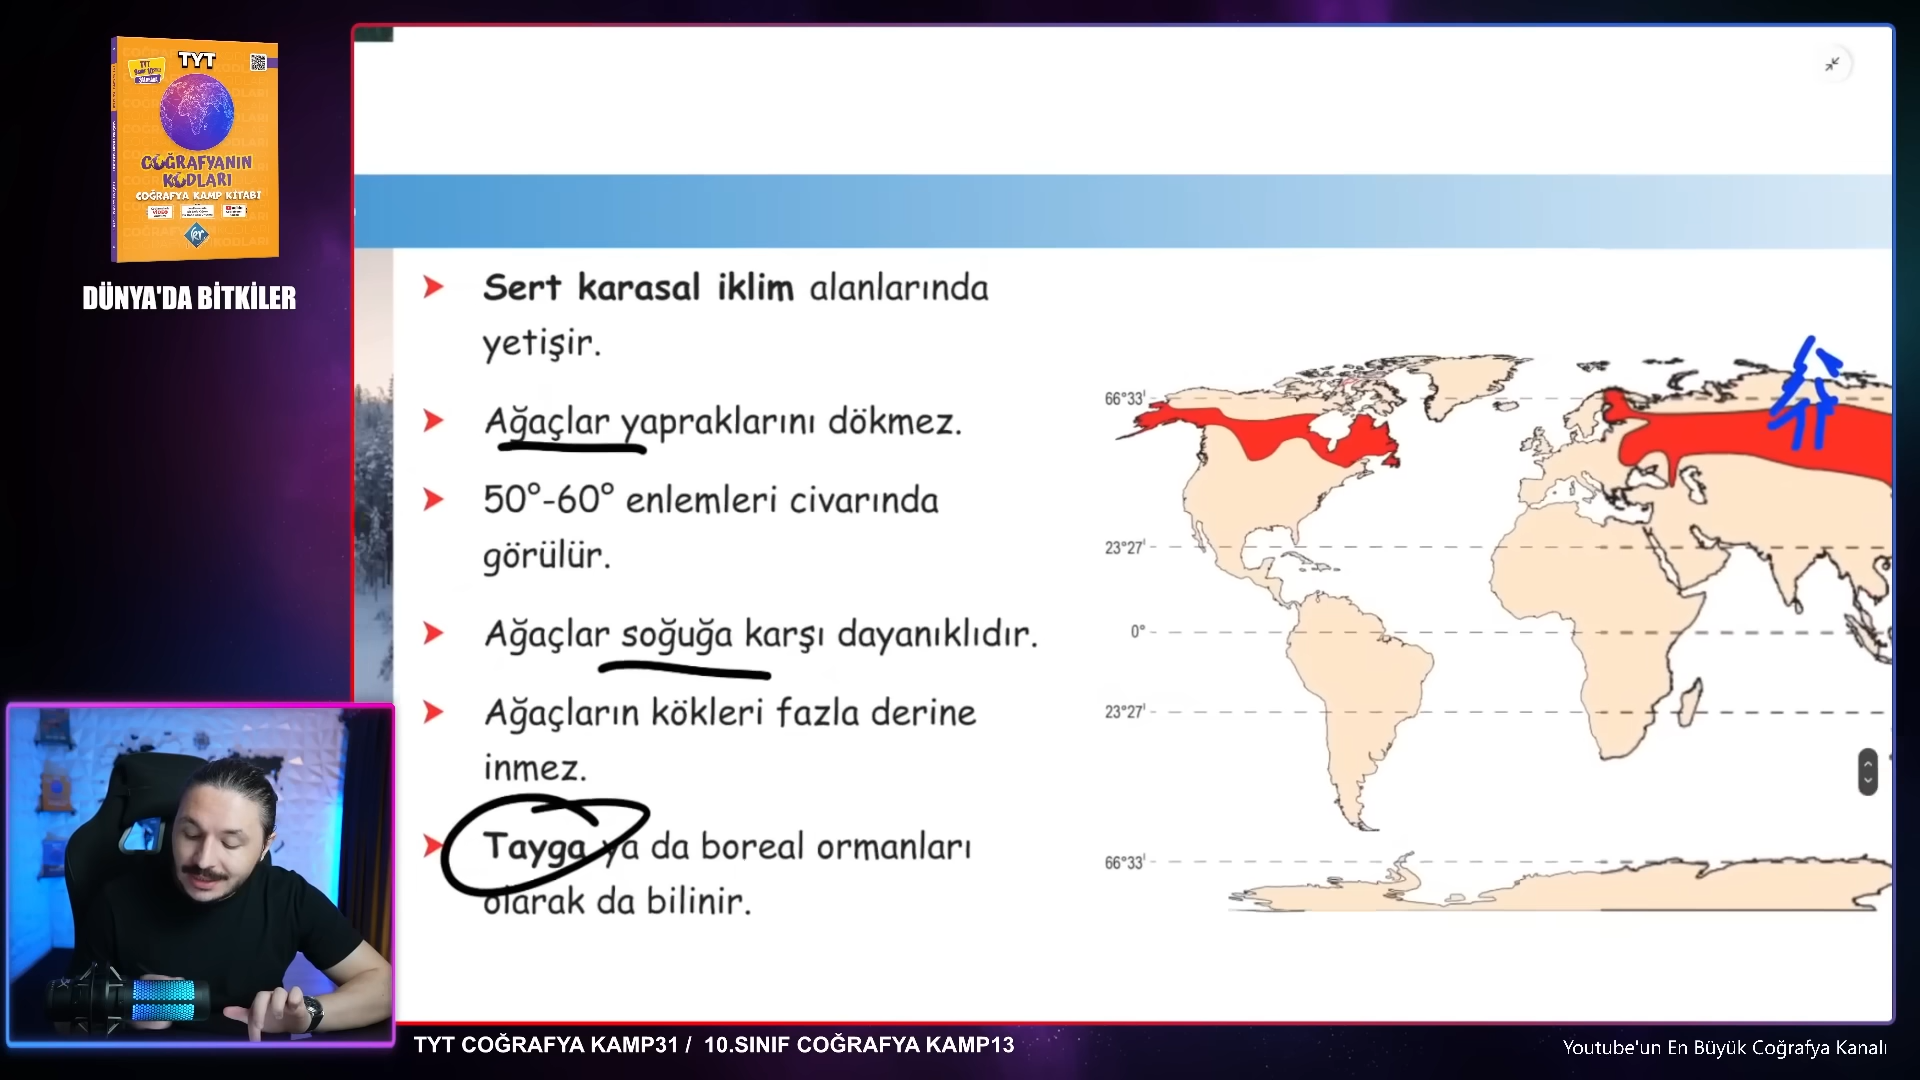 TYT
COĞRAFYANIN
KODLARI
COĞRAFYA KAMP KİTABI
DÜNYA'DA BİTKİLER
Sert karasal iklim alanlarında
yetişir.
Ağaçlar yapraklarını dökmez.
50°-60° enlemleri civarında
görülür.
Ağaçlar soğuğa karşı dayanıklıdır.
Ağaçların kökleri fazla derine
inmez.
Tayga ya da boreal ormanları
olarak da bilinir.
66°33'
23°27'
0°
23°27'
66°33'
TYT COĞRAFYA KAMP31 / 10.SINIF COĞRAFYA KAMP13
Youtube'un En Büyük Coğrafya Kanalı